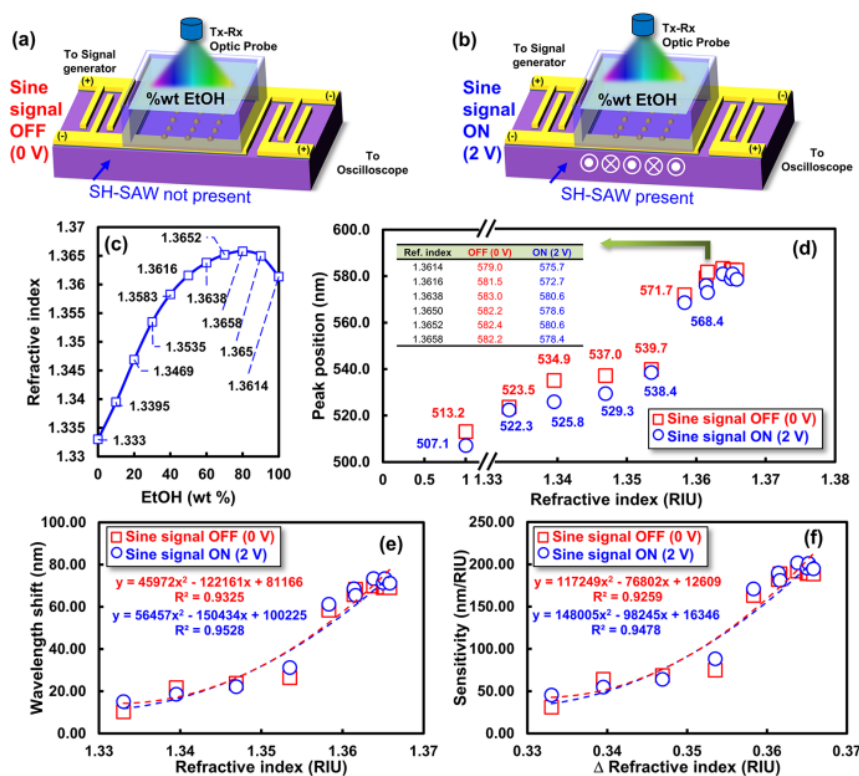 (a)
Tx-Rx
Optic Probe
To Signal
generator
(+)
(-)
Sine
signal
OFF
(0 V)
%wt EtOH
(-)
(+)
To
Oscilloscope
SH-SAW not present
(b)
Tx-Rx
Optic Probe
To Signal
generator
(+)
(-)
Sine
signal
ON
(2 V)
%wt EtOH
(-)
(+)
To
Oscilloscope
SH-SAW present
(c)
Refractive index
1.37
1.365
1.36
1.355
1.35
1.345
1.34
1.335
1.33
1.3652
1.3616
1.3583
1.3638
1.3658
1.3535
1.365
1.3469
1.3614
1.3395
1.333
0 20 40 60 80 100
EtOH (wt %)
(d)
Peak position (nm)
600.0
580.0
560.0
540.0
520.0
500.0
Ref. index OFF (0 V) ON (2 V)
1.3614 579.0 575.7
1.3616 581.5 572.7
1.3638 583.0 580.6
1.3650 582.2 578.6
1.3652 582.4 580.6
1.3658 582.2 578.4
571.7
568.4
534.9
537.0
539.7
523.5
513.2
538.4
529.3
525.8
522.3
507.1
Sine signal OFF (0 V)
Sine signal ON (2 V)
0 0.5 1 1.33 1.34 1.35 1.36 1.37 1.38
Refractive index (RIU)
(e)
Wavelength shift (nm)
100.00
80.00
60.00
40.00
20.00
0.00
Sine signal OFF (0 V)
Sine signal ON (2 V)
y = 45972x² - 122161x + 81166
R² = 0.9325
y = 56457x² - 150434x + 100225
R² = 0.9528
1.33 1.34 1.35 1.36 1.37
Refractive index (RIU)
(f)
Sensitivity (nm/RIU)
250.00
200.00
150.00
100.00
50.00
0.00
Sine signal OFF (0 V)
Sine signal ON (2 V)
y = 117249x² - 76802x + 12609
R² = 0.9259
y = 148005x² - 98245x + 16346
R² = 0.9478
0.33 0.34 0.35 0.36 0.37
Δ Refractive index (RIU)